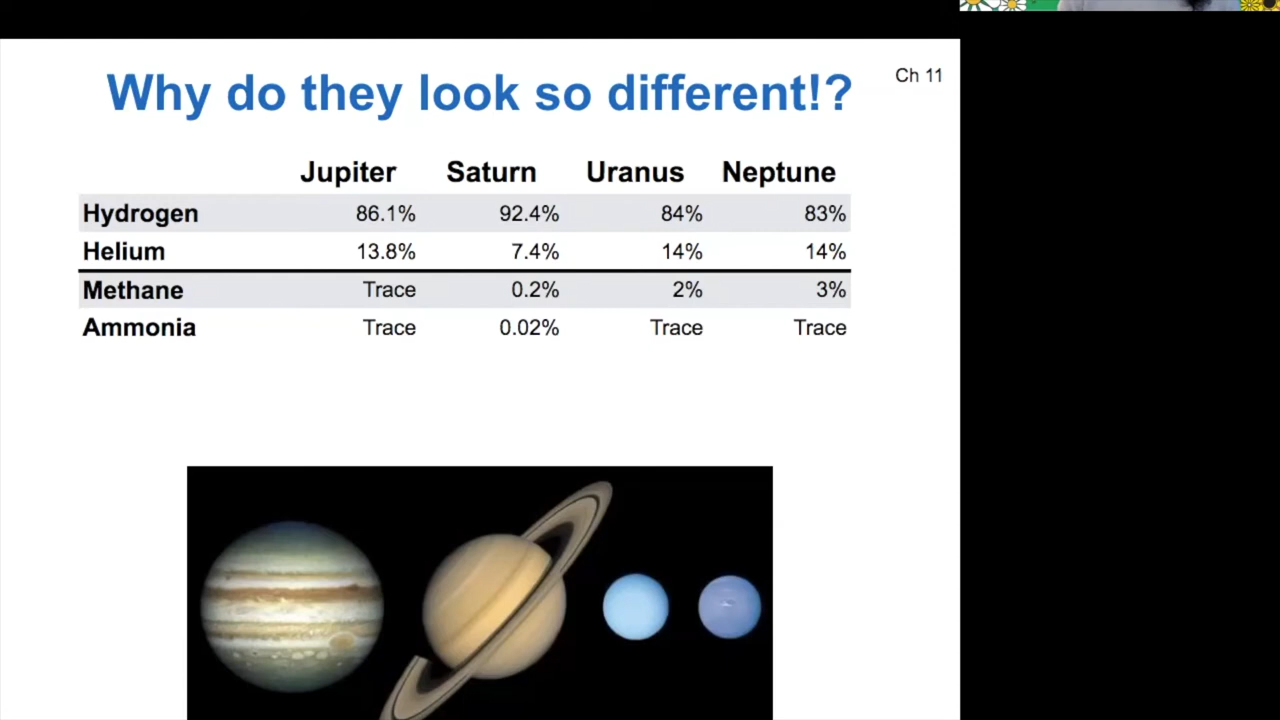 Why do they look so different!?
Ch 11
Jupiter Saturn Uranus Neptune
Hydrogen 86.1% 92.4% 84% 83%
Helium 13.8% 7.4% 14% 14%
Methane Trace 0.2% 2% 3%
Ammonia Trace 0.02% Trace Trace